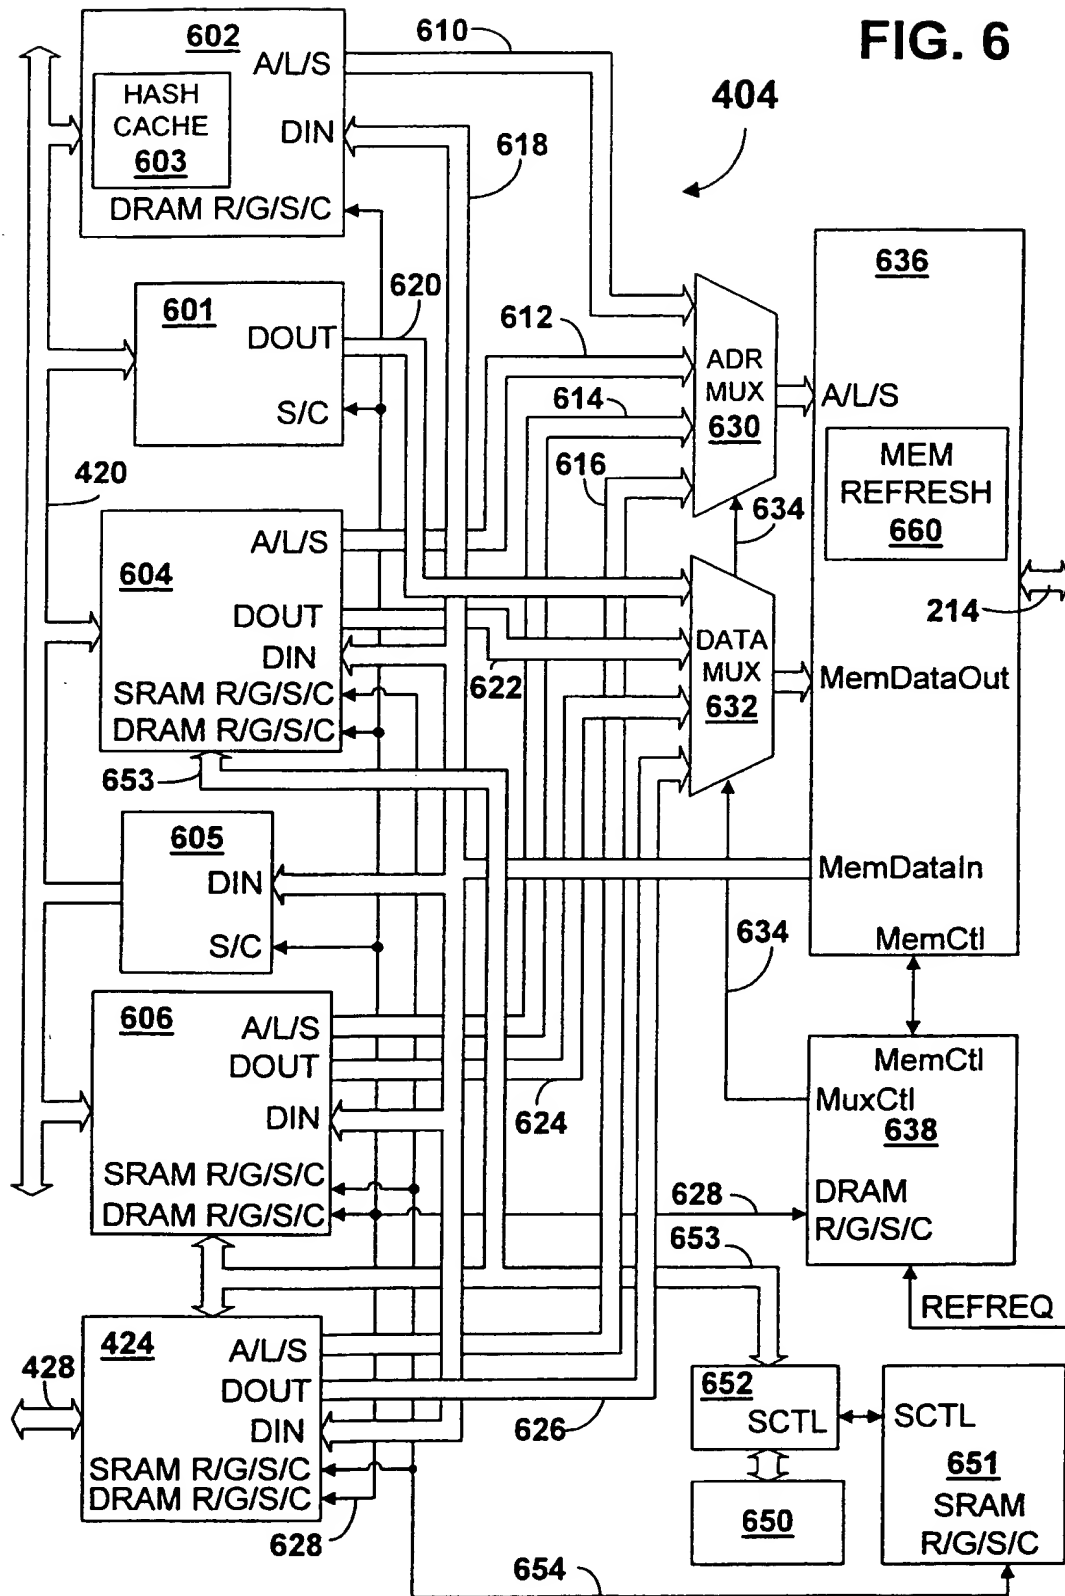 FIG. 6
404
602
A/L/S
HASH
CACHE
603
DIN
DRAM R/G/S/C
610
618
601
DOUT
S/C
620
612
614
616
ADR
MUX
630
636
A/L/S
MEM
REFRESH
660
214
MemDataOut
MemDataIn
MemCtl
420
604
A/L/S
DOUT
DIN
SRAM R/G/S/C
DRAM R/G/S/C
622
634
DATA
MUX
632
653
605
DIN
S/C
634
606
A/L/S
DOUT
DIN
SRAM R/G/S/C
DRAM R/G/S/C
624
MemCtl
MuxCtl
638
DRAM
R/G/S/C
628
653
REFREQ
424
A/L/S
DOUT
DIN
SRAM R/G/S/C
DRAM R/G/S/C
428
626
628
652
SCTL
SCTL
651
SRAM
R/G/S/C
650
654